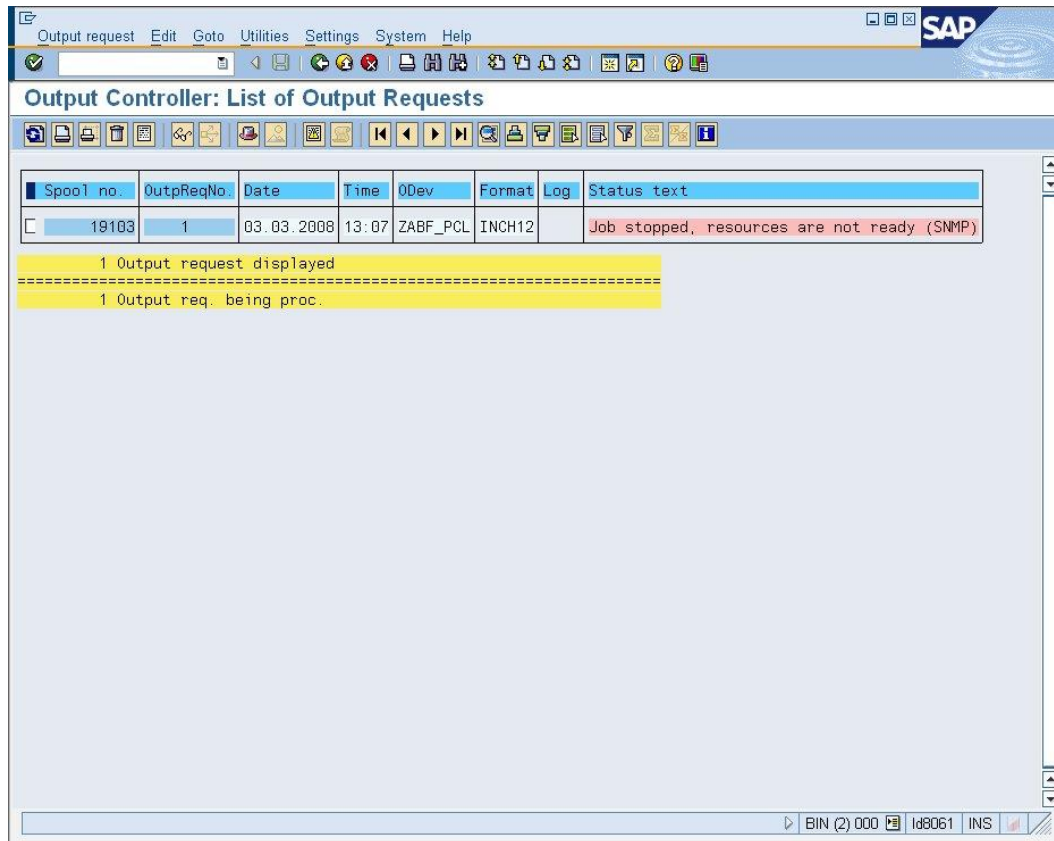 Output request Edit Goto Utilities Settings System Help
SAP
Output Controller: List of Output Requests
Spool no. OutpReqNo. Date Time ODev Format Log Status text
19103 1 03.03.2008 13:07 ZABF_PCL INCH12 Job stopped, resources are not ready (SNMP)
1 Output request displayed
=======================================================================
1 Output req. being proc.
BIN (2) 000 ld8061 INS